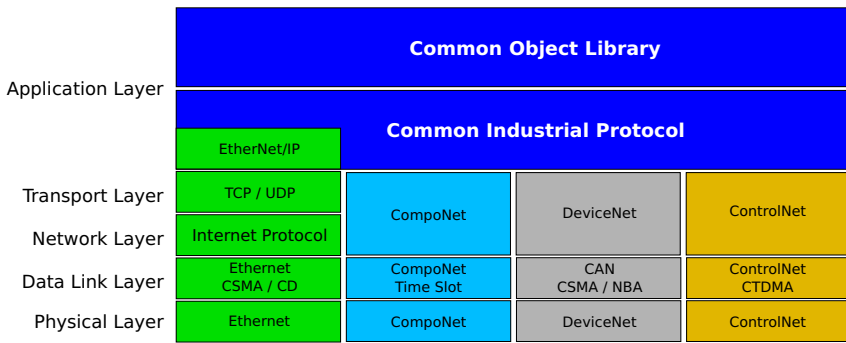 Common Object Library
Application Layer
Common Industrial Protocol
EtherNet/IP
Transport Layer
TCP / UDP
CompoNet
DeviceNet
ControlNet
Network Layer
Internet Protocol
Data Link Layer
Ethernet
CSMA / CD
CompoNet
Time Slot
CAN
CSMA / NBA
ControlNet
CTDMA
Physical Layer
Ethernet
CompoNet
DeviceNet
ControlNet